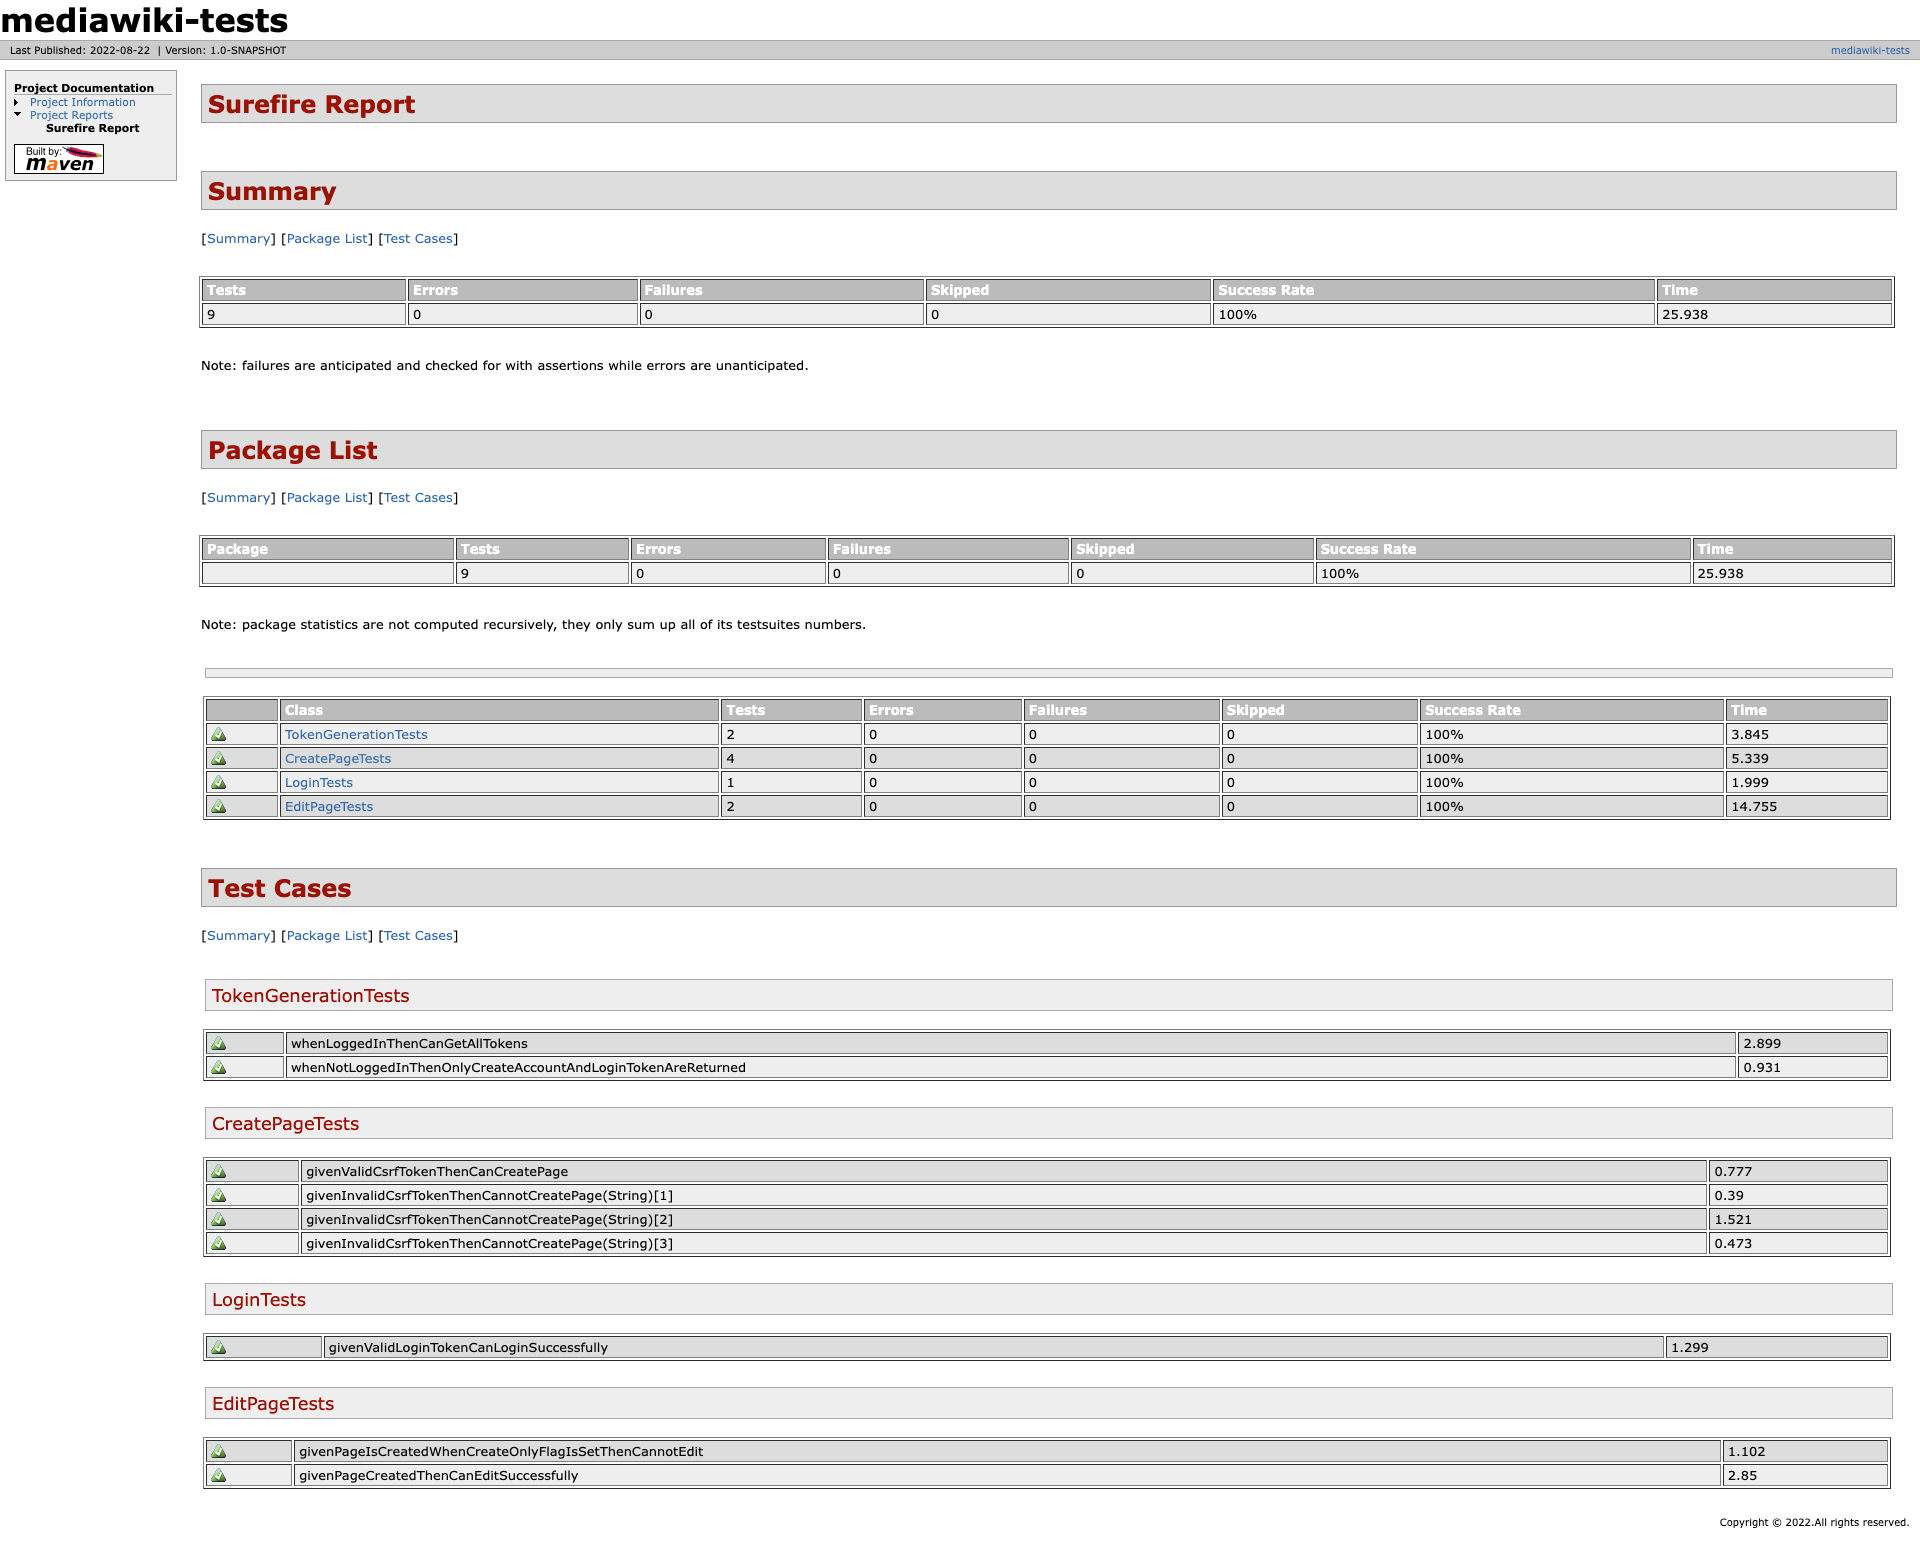 mediawiki-tests
Last Published: 2022-08-22 | Version: 1.0-SNAPSHOT
mediawiki-tests
Project Documentation
Project Information
Project Reports
Surefire Report
Built by:
maven
Surefire Report
Summary
[Summary] [Package List] [Test Cases]
Tests Errors Failures Skipped Success Rate Time
9 0 0 0 100% 25.938
Note: failures are anticipated and checked for with assertions while errors are unanticipated.
Package List
[Summary] [Package List] [Test Cases]
Package Tests Errors Failures Skipped Success Rate Time
9 0 0 0 100% 25.938
Note: package statistics are not computed recursively, they only sum up all of its testsuites numbers.
Class Tests Errors Failures Skipped Success Rate Time
TokenGenerationTests 2 0 0 0 100% 3.845
CreatePageTests 4 0 0 0 100% 5.339
LoginTests 1 0 0 0 100% 1.999
EditPageTests 2 0 0 0 100% 14.755
Test Cases
[Summary] [Package List] [Test Cases]
TokenGenerationTests
whenLoggedInThenCanGetAllTokens 2.899
whenNotLoggedInThenOnlyCreateAccountAndLoginTokenAreReturned 0.931
CreatePageTests
givenValidCsrfTokenThenCanCreatePage 0.777
givenInvalidCsrfTokenThenCannotCreatePage(String)[1] 0.39
givenInvalidCsrfTokenThenCannotCreatePage(String)[2] 1.521
givenInvalidCsrfTokenThenCannotCreatePage(String)[3] 0.473
LoginTests
givenValidLoginTokenCanLoginSuccessfully 1.299
EditPageTests
givenPageIsCreatedWhenCreateOnlyFlagIsSetThenCannotEdit 1.102
givenPageCreatedThenCanEditSuccessfully 2.85
Copyright © 2022.All rights reserved.